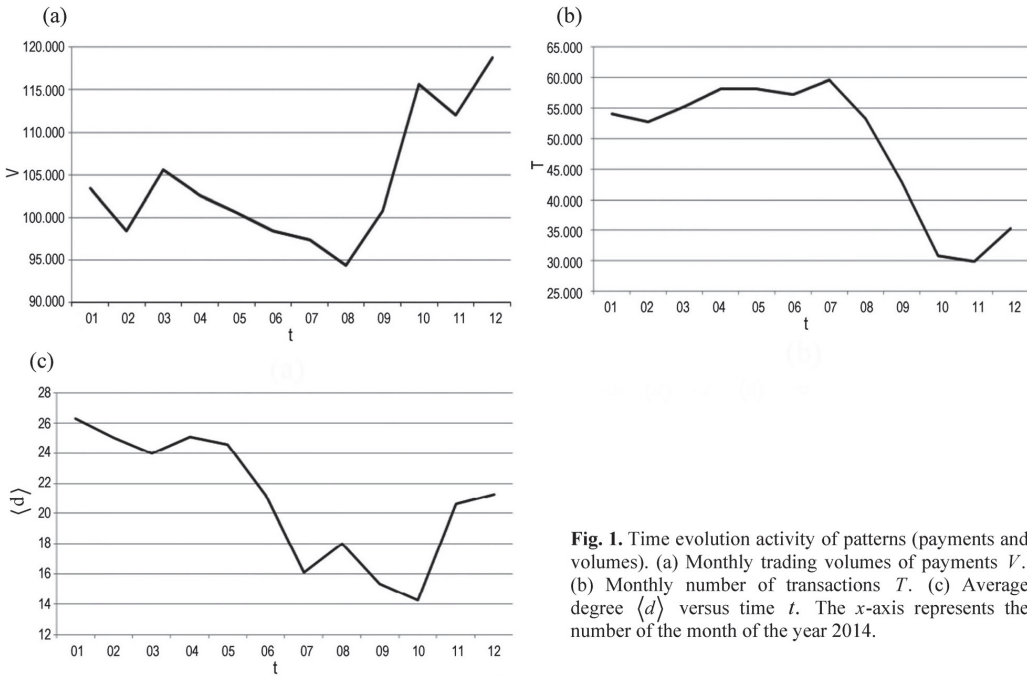 (a)
120.000
115.000
110.000
105.000
100.000
95.000
90.000
V
01 02 03 04 05 06 07 08 09 10 11 12
t
(b)
65.000
60.000
55.000
50.000
45.000
40.000
35.000
30.000
25.000
T
01 02 03 04 05 06 07 08 09 10 11 12
t
(c)
28
26
24
22
20
18
16
14
12
⟨d⟩
01 02 03 04 05 06 07 08 09 10 11 12
t
Fig. 1. Time evolution activity of patterns (payments and
volumes). (a) Monthly trading volumes of payments V.
(b) Monthly number of transactions T. (c) Average
degree ⟨d⟩ versus time t. The x-axis represents the
number of the month of the year 2014.
(a)
(b)